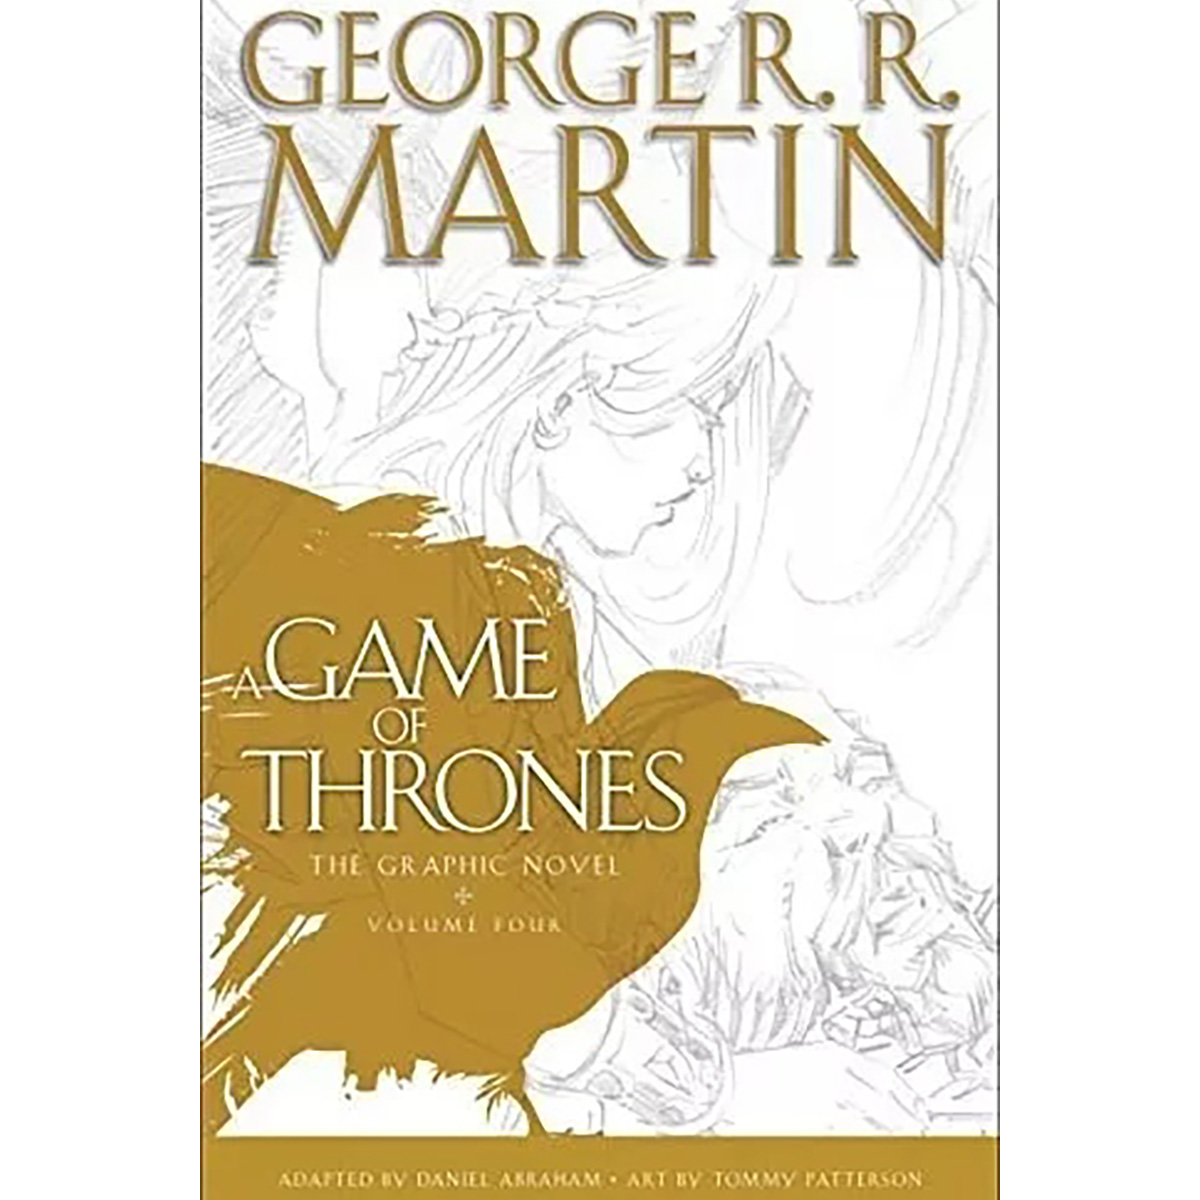 GEORGE R. R.
MARTIN
A GAME
OF
THRONES
THE GRAPHIC NOVEL
VOLUME FOUR
ADAPTED BY DANIEL ABRAHAM • ART BY TOMMY PATTERSON